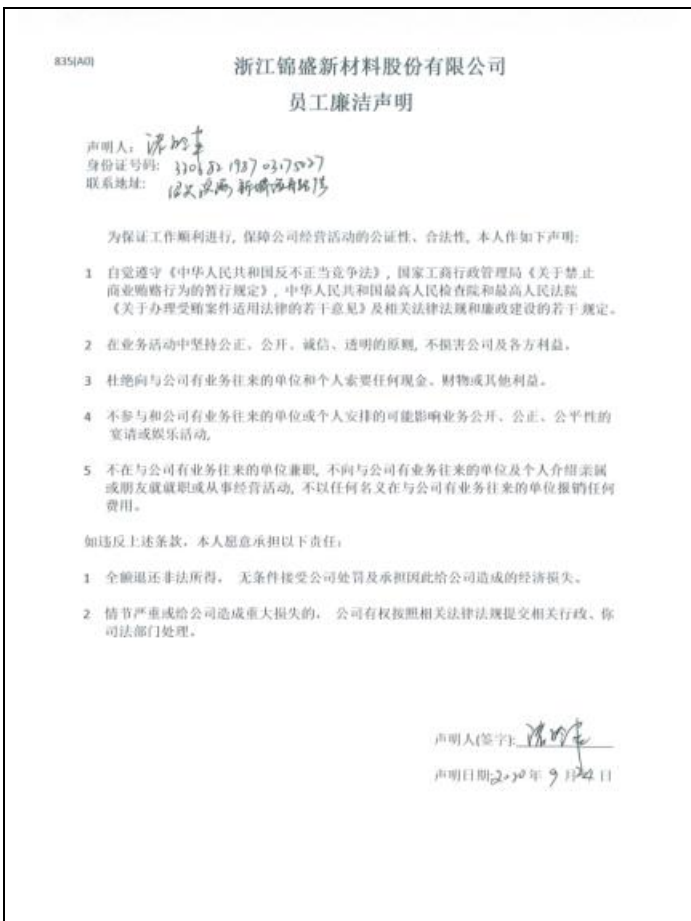 835(A0)
浙江锦盛新材料股份有限公司
员工廉洁声明
声明人:
身份证号码: 330682 1987 03175027
联系地址:
为保证工作顺利进行, 保障公司经营活动的公证性、合法性, 本人作如下声明:
1 自觉遵守《中华人民共和国反不正当竞争法》, 国家工商行政管理局《关于禁止
商业贿赂行为的暂行规定》, 中华人民共和国最高人民检查院和最高人民法院
《关于办理受贿案件适用法律的若干意见》及相关法律法规和廉政建设的若干规定。
2 在业务活动中坚持公正、公开、诚信、透明的原则, 不损害公司及各方利益。
3 杜绝向与公司有业务往来的单位和个人索要任何现金、财物或其他利益。
4 不参与和公司有业务往来的单位或个人安排的可能影响业务公开、公正、公平性的
宴请或娱乐活动,
5 不在与公司有业务往来的单位兼职, 不向与公司有业务往来的单位及个人介绍亲属
或朋友就就职或从事经营活动, 不以任何名义在与公司有业务往来的单位报销任何
费用。
如违反上述条款, 本人愿意承担以下责任:
1 全额退还非法所得, 无条件接受公司处罚及承担因此给公司造成的经济损失。
2 情节严重或给公司造成重大损失的, 公司有权按照相关法律法规提交相关行政、你
司法部门处理。
声明人(签字):
声明日期:2020年 9 月24日